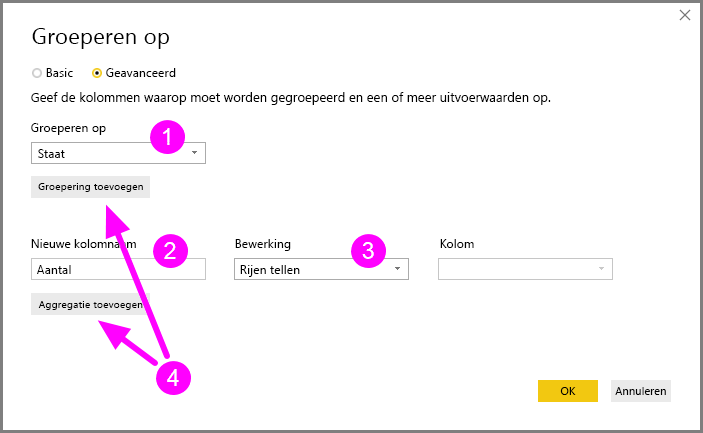 Groeperen op
Basic Geavanceerd
Geef de kolommen waarop moet worden gegroepeerd en een of meer uitvoerwaarden op.
Groeperen op 1
Staat
Groepering toevoegen
Nieuwe kolomnaam 2 Bewerking 3 Kolom
Aantal Rijen tellen
Aggregatie toevoegen
4
OK Annuleren